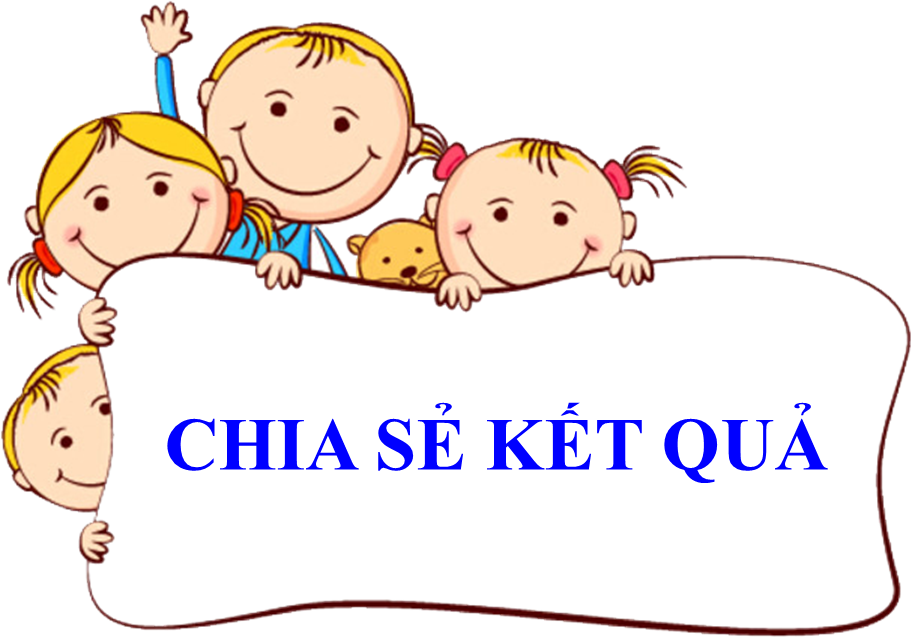 CHIA SẺ KẾT QUẢ